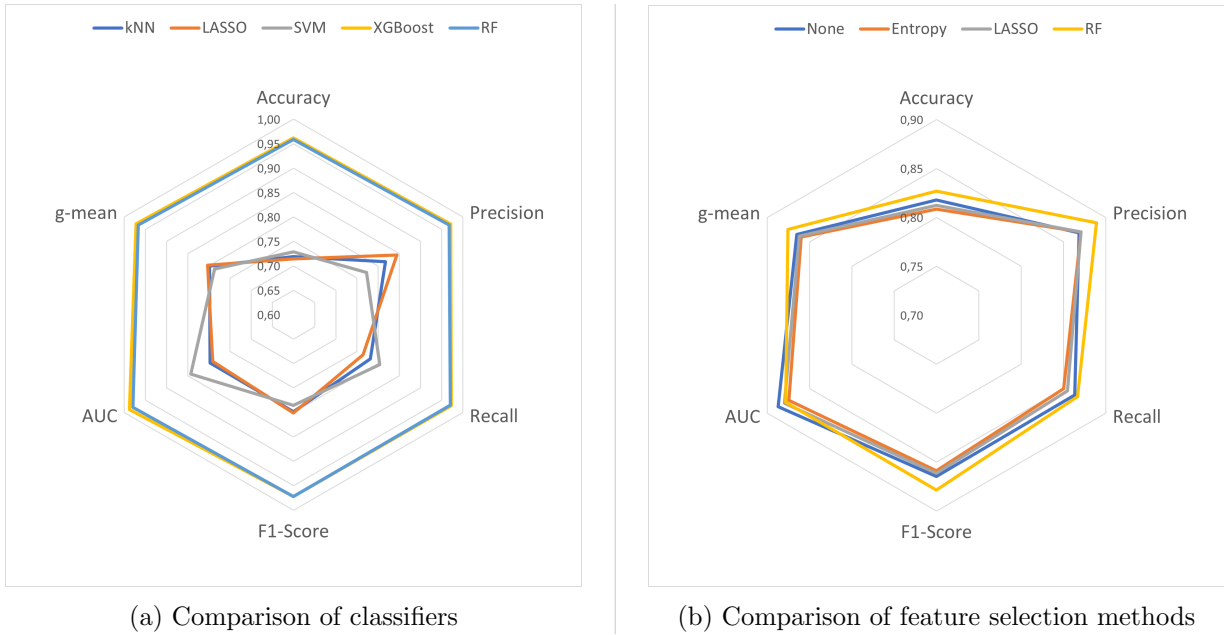 kNN LASSO SVM XGBoost RF
Accuracy
1,00
0,95
0,90
0,85
0,80
0,75
0,70
0,65
0,60
Precision
Recall
F1-Score
AUC
g-mean
(a) Comparison of classifiers
None Entropy LASSO RF
Accuracy
0,90
0,85
0,80
0,75
0,70
Precision
Recall
F1-Score
AUC
g-mean
(b) Comparison of feature selection methods